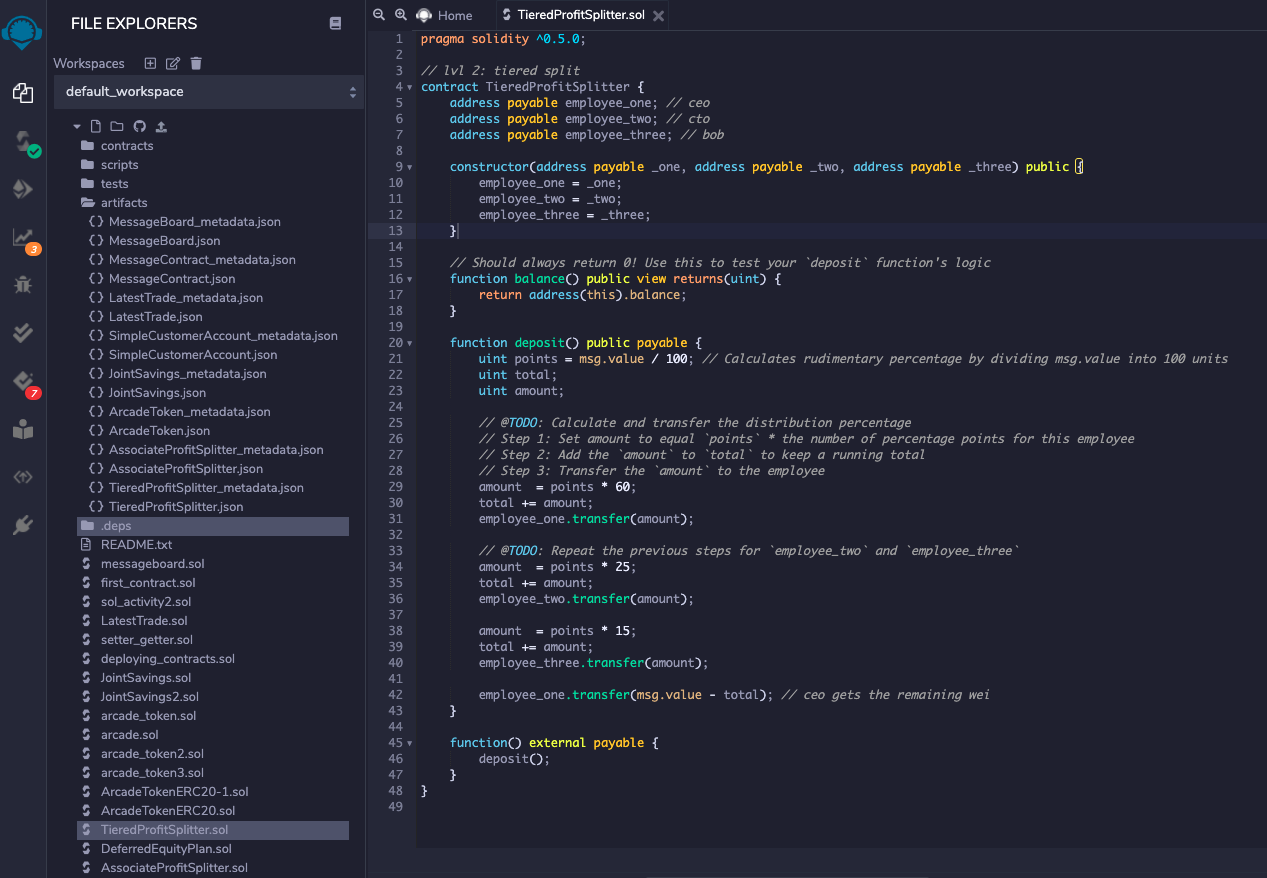 FILE EXPLORERS
Workspaces
default_workspace
contracts
scripts
tests
artifacts
{} MessageBoard_metadata.json
{} MessageBoard.json
{} MessageContract_metadata.json
{} MessageContract.json
{} LatestTrade_metadata.json
{} LatestTrade.json
{} SimpleCustomerAccount_metadata.json
{} SimpleCustomerAccount.json
{} JointSavings_metadata.json
{} JointSavings.json
{} ArcadeToken_metadata.json
{} ArcadeToken.json
{} AssociateProfitSplitter_metadata.json
{} AssociateProfitSplitter.json
{} TieredProfitSplitter_metadata.json
{} TieredProfitSplitter.json
.deps
README.txt
messageboard.sol
first_contract.sol
sol_activity2.sol
LatestTrade.sol
setter_getter.sol
deploying_contracts.sol
JointSavings.sol
JointSavings2.sol
arcade_token.sol
arcade.sol
arcade_token2.sol
arcade_token3.sol
ArcadeTokenERC20-1.sol
ArcadeTokenERC20.sol
TieredProfitSplitter.sol
DeferredEquityPlan.sol
AssociateProfitSplitter.sol
3
7
Home
TieredProfitSplitter.sol
1 pragma solidity ^0.5.0;
2
3 // lvl 2: tiered split
4 contract TieredProfitSplitter {
5     address payable employee_one; // ceo
6     address payable employee_two; // cto
7     address payable employee_three; // bob
8
9     constructor(address payable _one, address payable _two, address payable _three) public {
10         employee_one = _one;
11         employee_two = _two;
12         employee_three = _three;
13     }
14
15     // Should always return 0! Use this to test your `deposit` function's logic
16     function balance() public view returns(uint) {
17         return address(this).balance;
18     }
19
20     function deposit() public payable {
21         uint points = msg.value / 100; // Calculates rudimentary percentage by dividing msg.value into 100 units
22         uint total;
23         uint amount;
24
25         // @TODO: Calculate and transfer the distribution percentage
26         // Step 1: Set amount to equal `points` * the number of percentage points for this employee
27         // Step 2: Add the `amount` to `total` to keep a running total
28         // Step 3: Transfer the `amount` to the employee
29         amount  = points * 60;
30         total += amount;
31         employee_one.transfer(amount);
32
33         // @TODO: Repeat the previous steps for `employee_two` and `employee_three`
34         amount  = points * 25;
35         total += amount;
36         employee_two.transfer(amount);
37
38         amount  = points * 15;
39         total += amount;
40         employee_three.transfer(amount);
41
42         employee_one.transfer(msg.value - total); // ceo gets the remaining wei
43     }
44
45     function() external payable {
46         deposit();
47     }
48 }
49